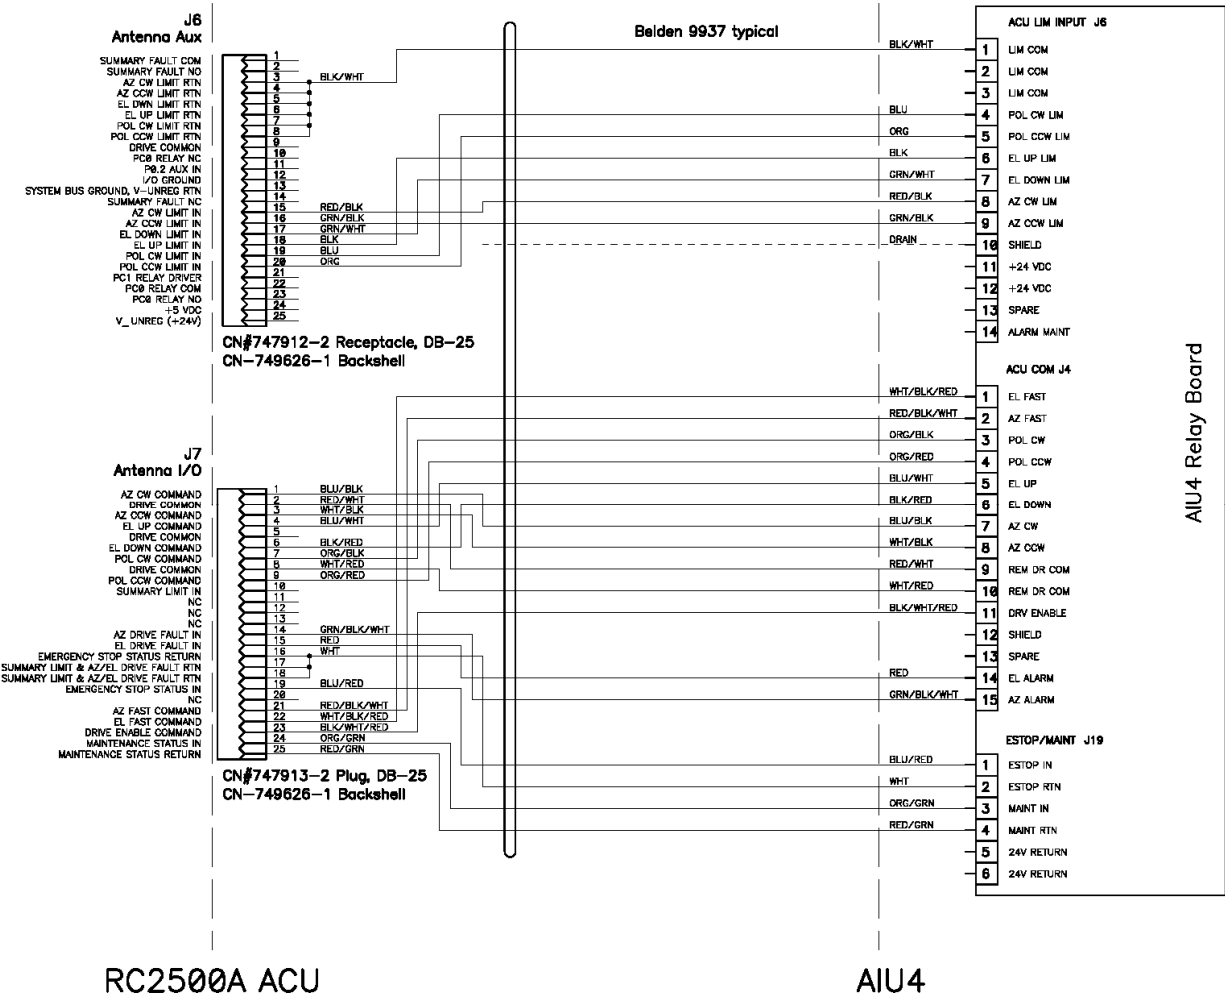 J6
Antenna Aux
Belden 9937 typical
SUMMARY FAULT COM 1
SUMMARY FAULT NO 2
AZ CW LIMIT RTN 3 BLK/WHT
AZ CCW LIMIT RTN 4
EL DWN LIMIT RTN 5
EL UP LIMIT RTN 6
POL CW LIMIT RTN 7
POL CCW LIMIT RTN 8
DRIVE COMMON 9
PC0 RELAY NC 10
P0.2 AUX IN 11
I/O GROUND 12
SYSTEM BUS GROUND, V-UNREG RTN 13
SUMMARY FAULT NC 14
AZ CW LIMIT IN 15 RED/BLK
AZ CCW LIMIT IN 16 GRN/BLK
EL DOWN LIMIT IN 17 GRN/WHT
EL UP LIMIT IN 18 BLK
POL CW LIMIT IN 19 BLU
POL CCW LIMIT IN 20 ORG
PC1 RELAY DRIVER 21
PC0 RELAY COM 22
PC0 RELAY NO 23
+5 VDC 24
V_UNREG (+24V) 25
CN#747912-2 Receptacle, DB-25
CN-749626-1 Backshell
ACU LIM INPUT J6
BLK/WHT 1 LIM COM
2 LIM COM
3 LIM COM
BLU 4 POL CW LIM
ORG 5 POL CCW LIM
BLK 6 EL UP LIM
GRN/WHT 7 EL DOWN LIM
RED/BLK 8 AZ CW LIM
GRN/BLK 9 AZ CCW LIM
DRAIN 10 SHIELD
11 +24 VDC
12 +24 VDC
13 SPARE
14 ALARM MAINT
J7
Antenna I/O
AZ CW COMMAND 1 BLU/BLK
DRIVE COMMON 2 RED/WHT
AZ CCW COMMAND 3 WHT/BLK
EL UP COMMAND 4 BLU/WHT
DRIVE COMMON 5
EL DOWN COMMAND 6 BLK/RED
POL CW COMMAND 7 ORG/BLK
DRIVE COMMON 8 WHT/RED
POL CCW COMMAND 9 ORG/RED
SUMMARY LIMIT IN 10
NC 11
NC 12
NC 13
AZ DRIVE FAULT IN 14 GRN/BLK/WHT
EL DRIVE FAULT IN 15 RED
EMERGENCY STOP STATUS RETURN 16 WHT
SUMMARY LIMIT & AZ/EL DRIVE FAULT RTN 17
SUMMARY LIMIT & AZ/EL DRIVE FAULT RTN 18
EMERGENCY STOP STATUS IN 19 BLU/RED
NC 20
AZ FAST COMMAND 21 RED/BLK/WHT
EL FAST COMMAND 22 WHT/BLK/RED
DRIVE ENABLE COMMAND 23 BLK/WHT/RED
MAINTENANCE STATUS IN 24 ORG/GRN
MAINTENANCE STATUS RETURN 25 RED/GRN
CN#747913-2 Plug, DB-25
CN-749626-1 Backshell
ACU COM J4
WHT/BLK/RED 1 EL FAST
RED/BLK/WHT 2 AZ FAST
ORG/BLK 3 POL CW
ORG/RED 4 POL CCW
BLU/WHT 5 EL UP
BLK/RED 6 EL DOWN
BLU/BLK 7 AZ CW
WHT/BLK 8 AZ CCW
RED/WHT 9 REM DR COM
WHT/RED 10 REM DR COM
BLK/WHT/RED 11 DRV ENABLE
12 SHIELD
13 SPARE
RED 14 EL ALARM
GRN/BLK/WHT 15 AZ ALARM
ESTOP/MAINT J19
BLU/RED 1 ESTOP IN
WHT 2 ESTOP RTN
ORG/GRN 3 MAINT IN
RED/GRN 4 MAINT RTN
5 24V RETURN
6 24V RETURN
AIU4 Relay Board
RC2500A ACU
AIU4